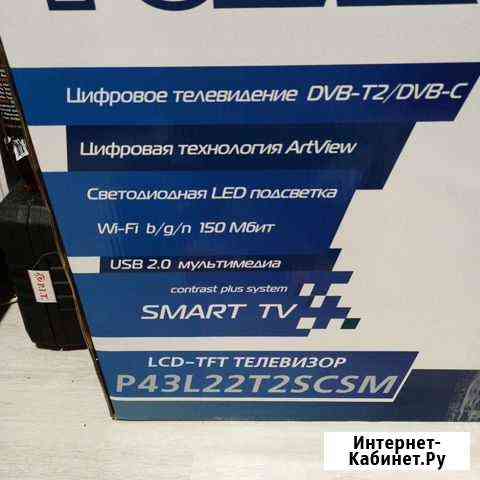 Цифровое телевидение DVB-T2/DVB-C
Цифровая технология ArtView
Светодиодная LED подсветка
Wi-Fi b/g/n 150 Мбит
USB 2.0 мультимедиа
contrast plus system
SMART TV
LCD-TFT ТЕЛЕВИЗОР
P43L22T2SCSM
Интернет-
Кабинет.Ру